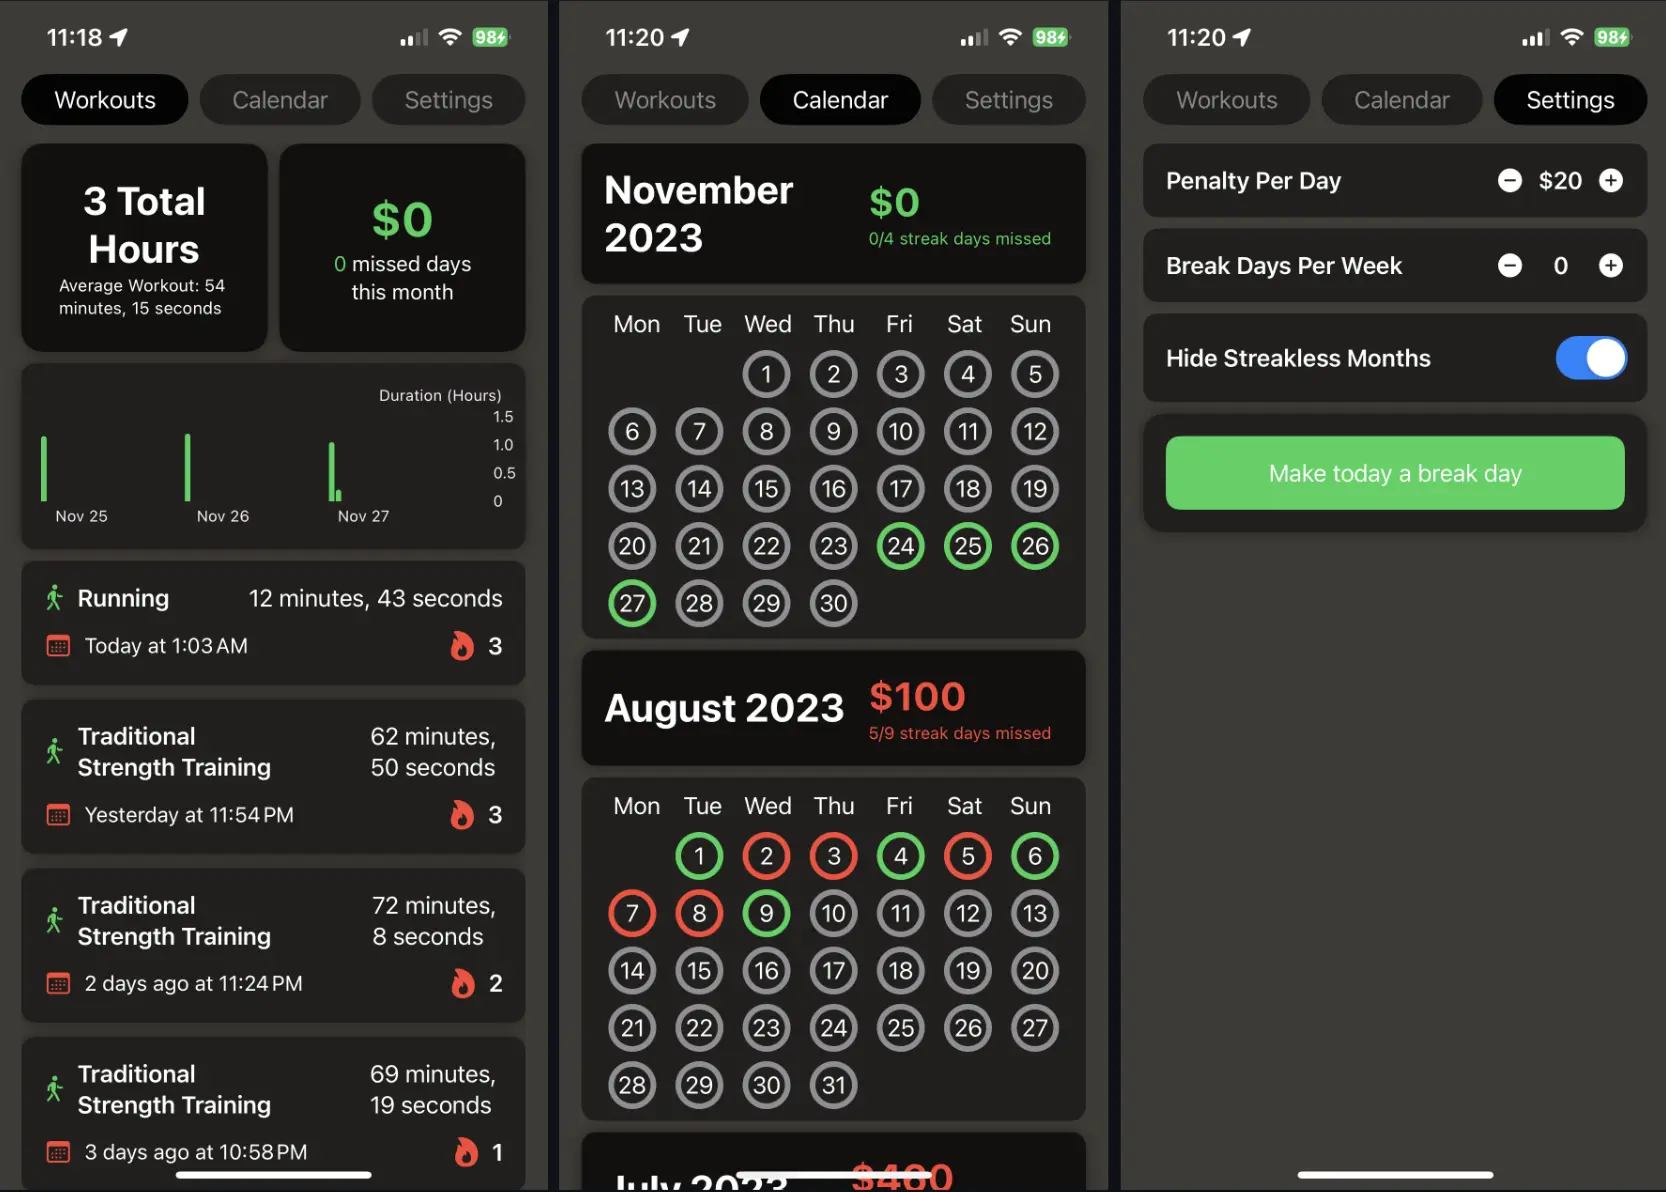 11:18
98
Workouts
Calendar
Settings
3 Total
Hours
Average Workout: 54
minutes, 15 seconds
$0
0 missed days
this month
Duration (Hours)
1.5
1.0
0.5
0
Nov 25
Nov 26
Nov 27
Running
12 minutes, 43 seconds
Today at 1:03 AM
3
Traditional
Strength Training
62 minutes,
50 seconds
Yesterday at 11:54 PM
3
Traditional
Strength Training
72 minutes,
8 seconds
2 days ago at 11:24 PM
2
Traditional
Strength Training
69 minutes,
19 seconds
3 days ago at 10:58 PM
1
11:20
98
Workouts
Calendar
Settings
November
2023
$0
0/4 streak days missed
Mon Tue Wed Thu Fri Sat Sun
1 2 3 4 5
6 7 8 9 10 11 12
13 14 15 16 17 18 19
20 21 22 23 24 25 26
27 28 29 30
August 2023
$100
5/9 streak days missed
Mon Tue Wed Thu Fri Sat Sun
1 2 3 4 5 6
7 8 9 10 11 12 13
14 15 16 17 18 19 20
21 22 23 24 25 26 27
28 29 30 31
July 2023
$460
11:20
98
Workouts
Calendar
Settings
Penalty Per Day
$20
Break Days Per Week
0
Hide Streakless Months
Make today a break day